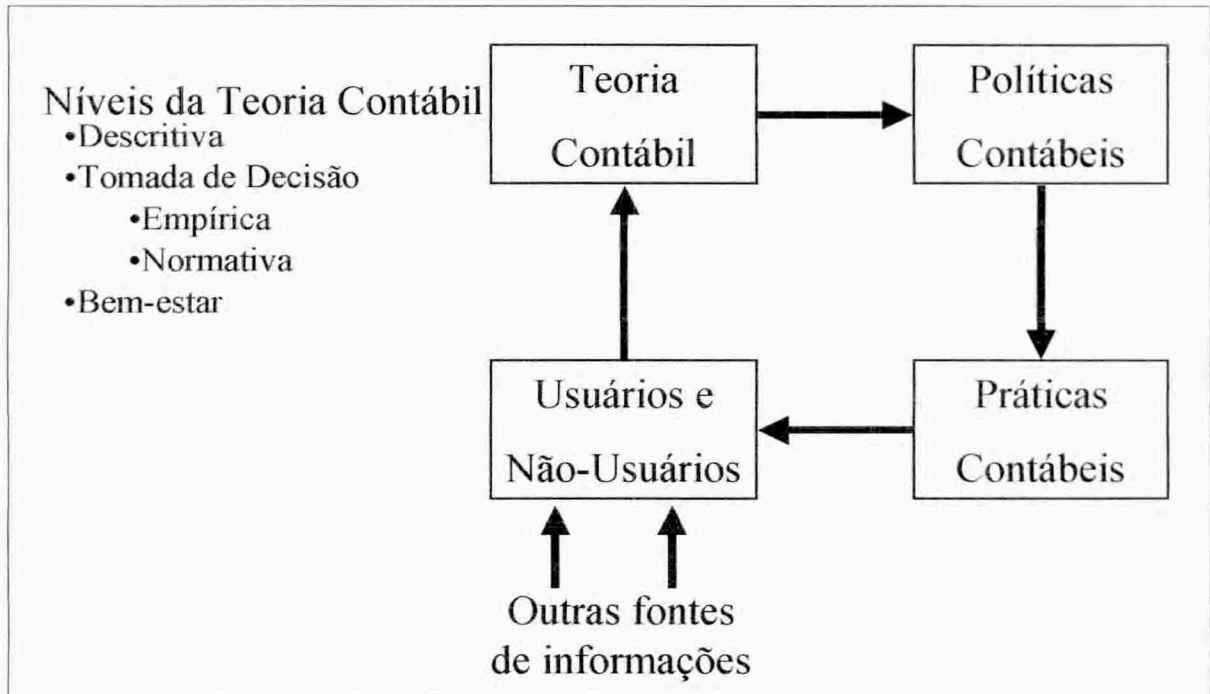 Níveis da Teoria Contábil
•Descritiva
•Tomada de Decisão
•Empírica
•Normativa
•Bem-estar
Teoria
Contábil
Políticas
Contábeis
Usuários e
Não-Usuários
Práticas
Contábeis
Outras fontes
de informações